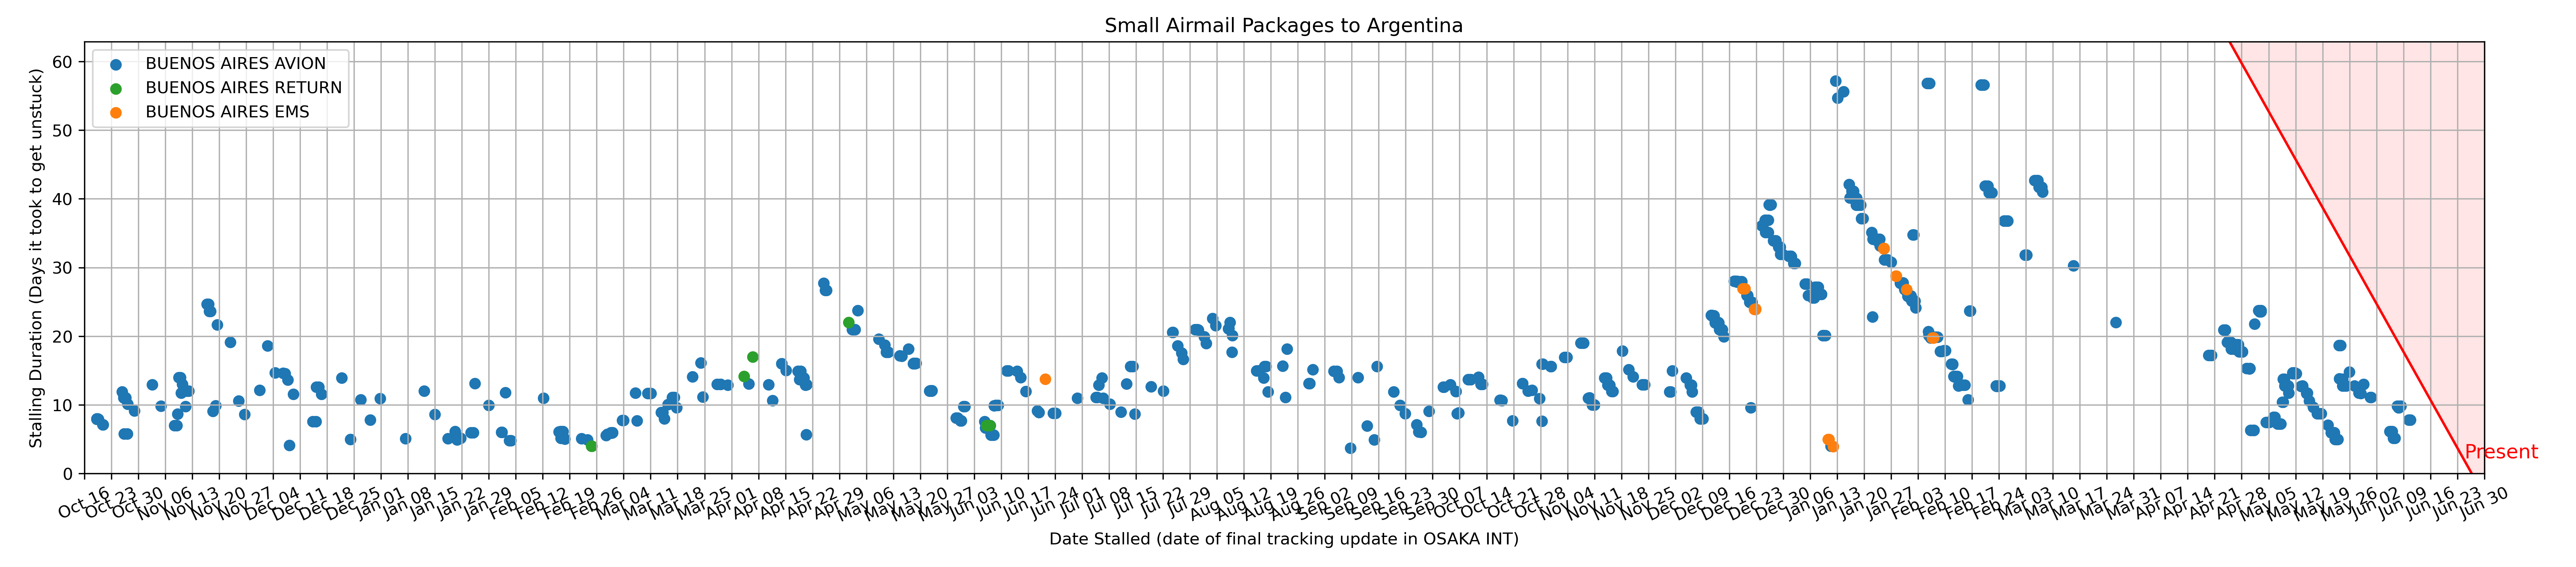 Small Airmail Packages to Argentina
BUENOS AIRES AVION
BUENOS AIRES RETURN
BUENOS AIRES EMS
Stalling Duration (Days it took to get unstuck)
60
50
40
30
20
10
0
Present
Oct 16
Oct 23
Oct 30
Nov 06
Nov 13
Nov 20
Nov 27
Dec 04
Dec 11
Dec 18
Dec 25
Jan 01
Jan 08
Jan 15
Jan 22
Jan 29
Feb 05
Feb 12
Feb 19
Feb 26
Mar 04
Mar 11
Mar 18
Mar 25
Apr 01
Apr 08
Apr 15
Apr 22
Apr 29
May 06
May 13
May 20
May 27
Jun 03
Jun 10
Jun 17
Jun 24
Jul 01
Jul 08
Jul 15
Jul 22
Jul 29
Aug 05
Aug 12
Aug 19
Aug 26
Sep 02
Sep 09
Sep 16
Sep 23
Sep 30
Oct 07
Oct 14
Oct 21
Oct 28
Nov 04
Nov 11
Nov 18
Nov 25
Dec 02
Dec 09
Dec 16
Dec 23
Dec 30
Jan 06
Jan 13
Jan 20
Jan 27
Feb 03
Feb 10
Feb 17
Feb 24
Mar 03
Mar 10
Mar 17
Mar 24
Mar 31
Apr 07
Apr 14
Apr 21
Apr 28
May 05
May 12
May 19
May 26
Jun 02
Jun 09
Jun 16
Jun 23
Jun 30
Date Stalled (date of final tracking update in OSAKA INT)